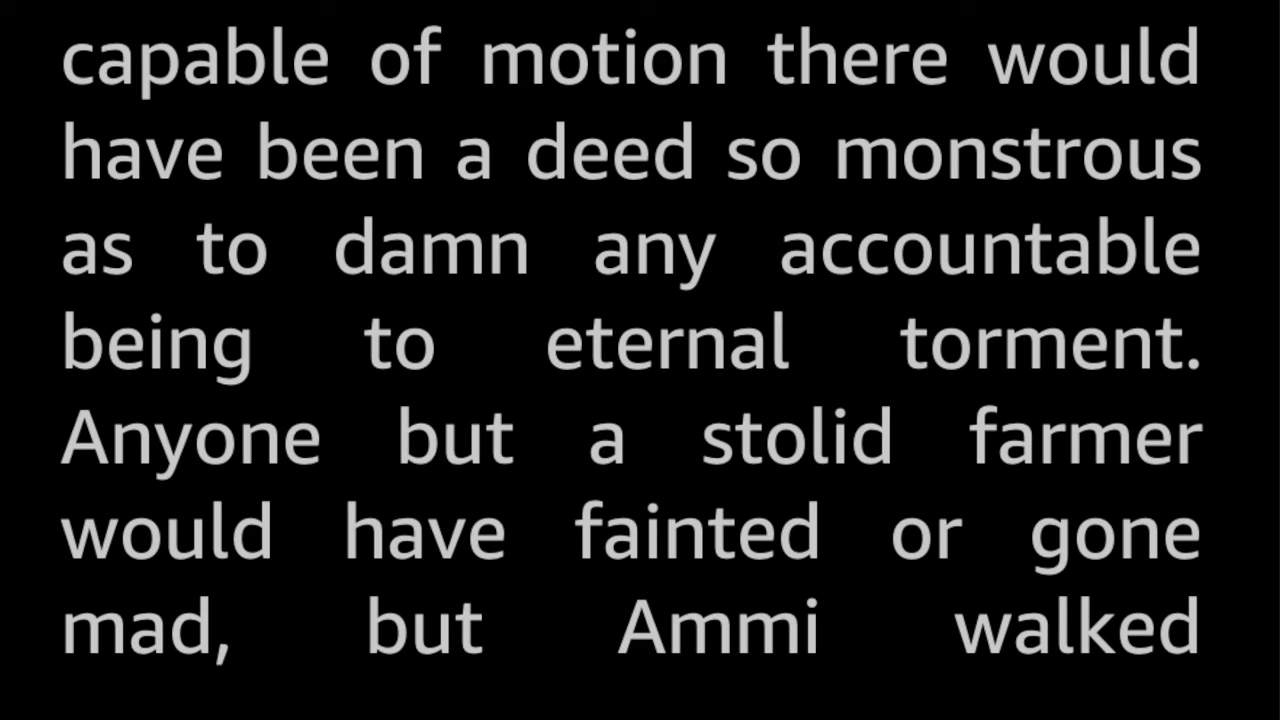 capable of motion there would
have been a deed so monstrous
as to damn any accountable
being to eternal torment.
Anyone but a stolid farmer
would have fainted or gone
mad, but Ammi walked